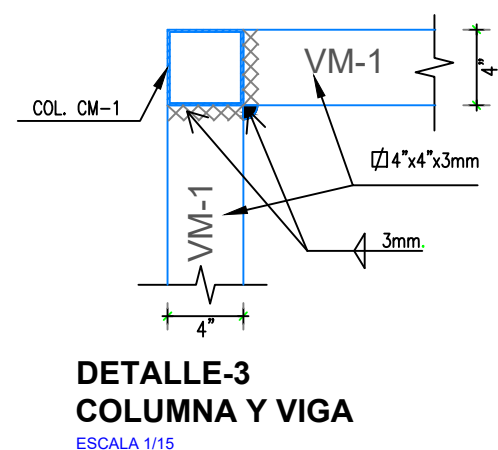 VM-1
4"
COL. CM-1
4"x4"x3mm
VM-1
3mm.
4"
DETALLE-3
COLUMNA Y VIGA
ESCALA 1/15